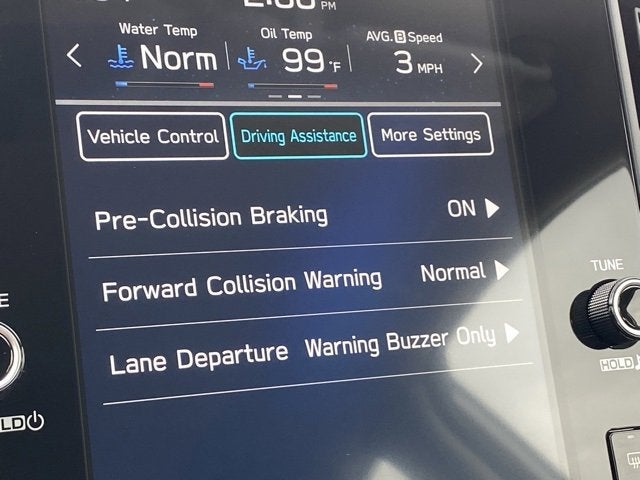 PM
Water Temp Oil Temp AVG. B Speed
Norm 99 °F 3 MPH
Vehicle Control Driving Assistance More Settings
Pre-Collision Braking ON
Forward Collision Warning Normal
Lane Departure Warning Buzzer Only
TUNE
HOLD